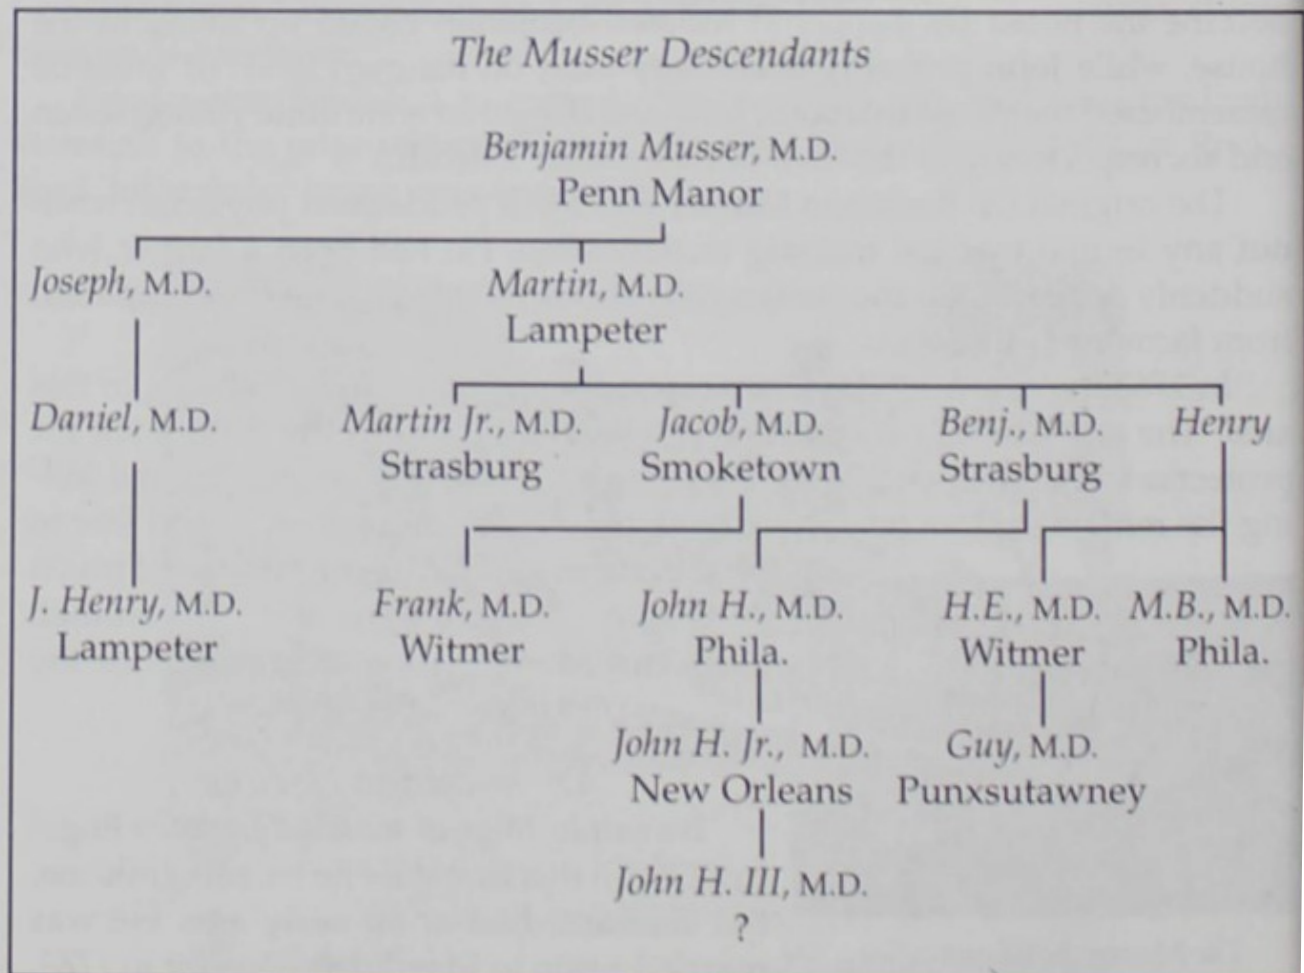 The Musser Descendants
Benjamin Musser, M.D.
Penn Manor
Joseph, M.D. Martin, M.D.
Lampeter
Daniel, M.D. Martin Jr., M.D. Jacob, M.D. Benj., M.D. Henry
Strasburg Smoketown Strasburg
J. Henry, M.D. Frank, M.D. John H., M.D. H.E., M.D. M.B., M.D.
Lampeter Witmer Phila. Witmer Phila.
John H. Jr., M.D. Guy, M.D.
New Orleans Punxsutawney
John H. III, M.D.
?